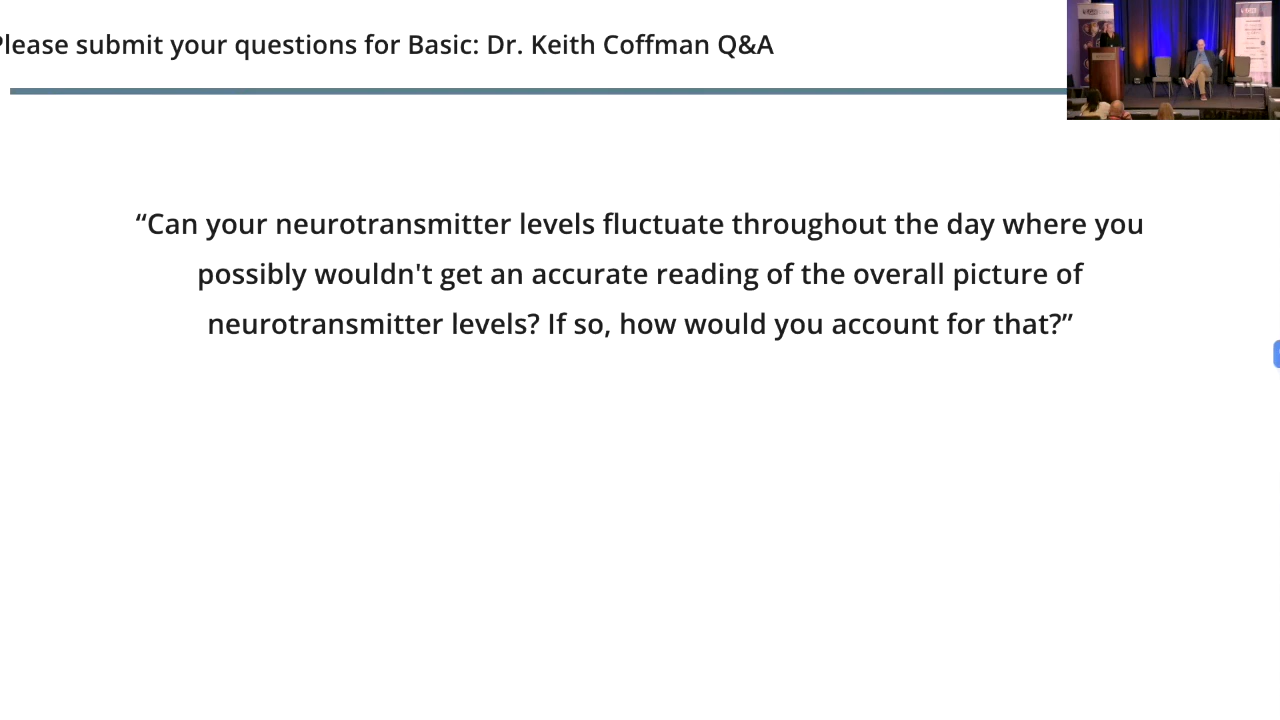 Please submit your questions for Basic: Dr. Keith Coffman Q&A
“Can your neurotransmitter levels fluctuate throughout the day where you
possibly wouldn't get an accurate reading of the overall picture of
neurotransmitter levels? If so, how would you account for that?”